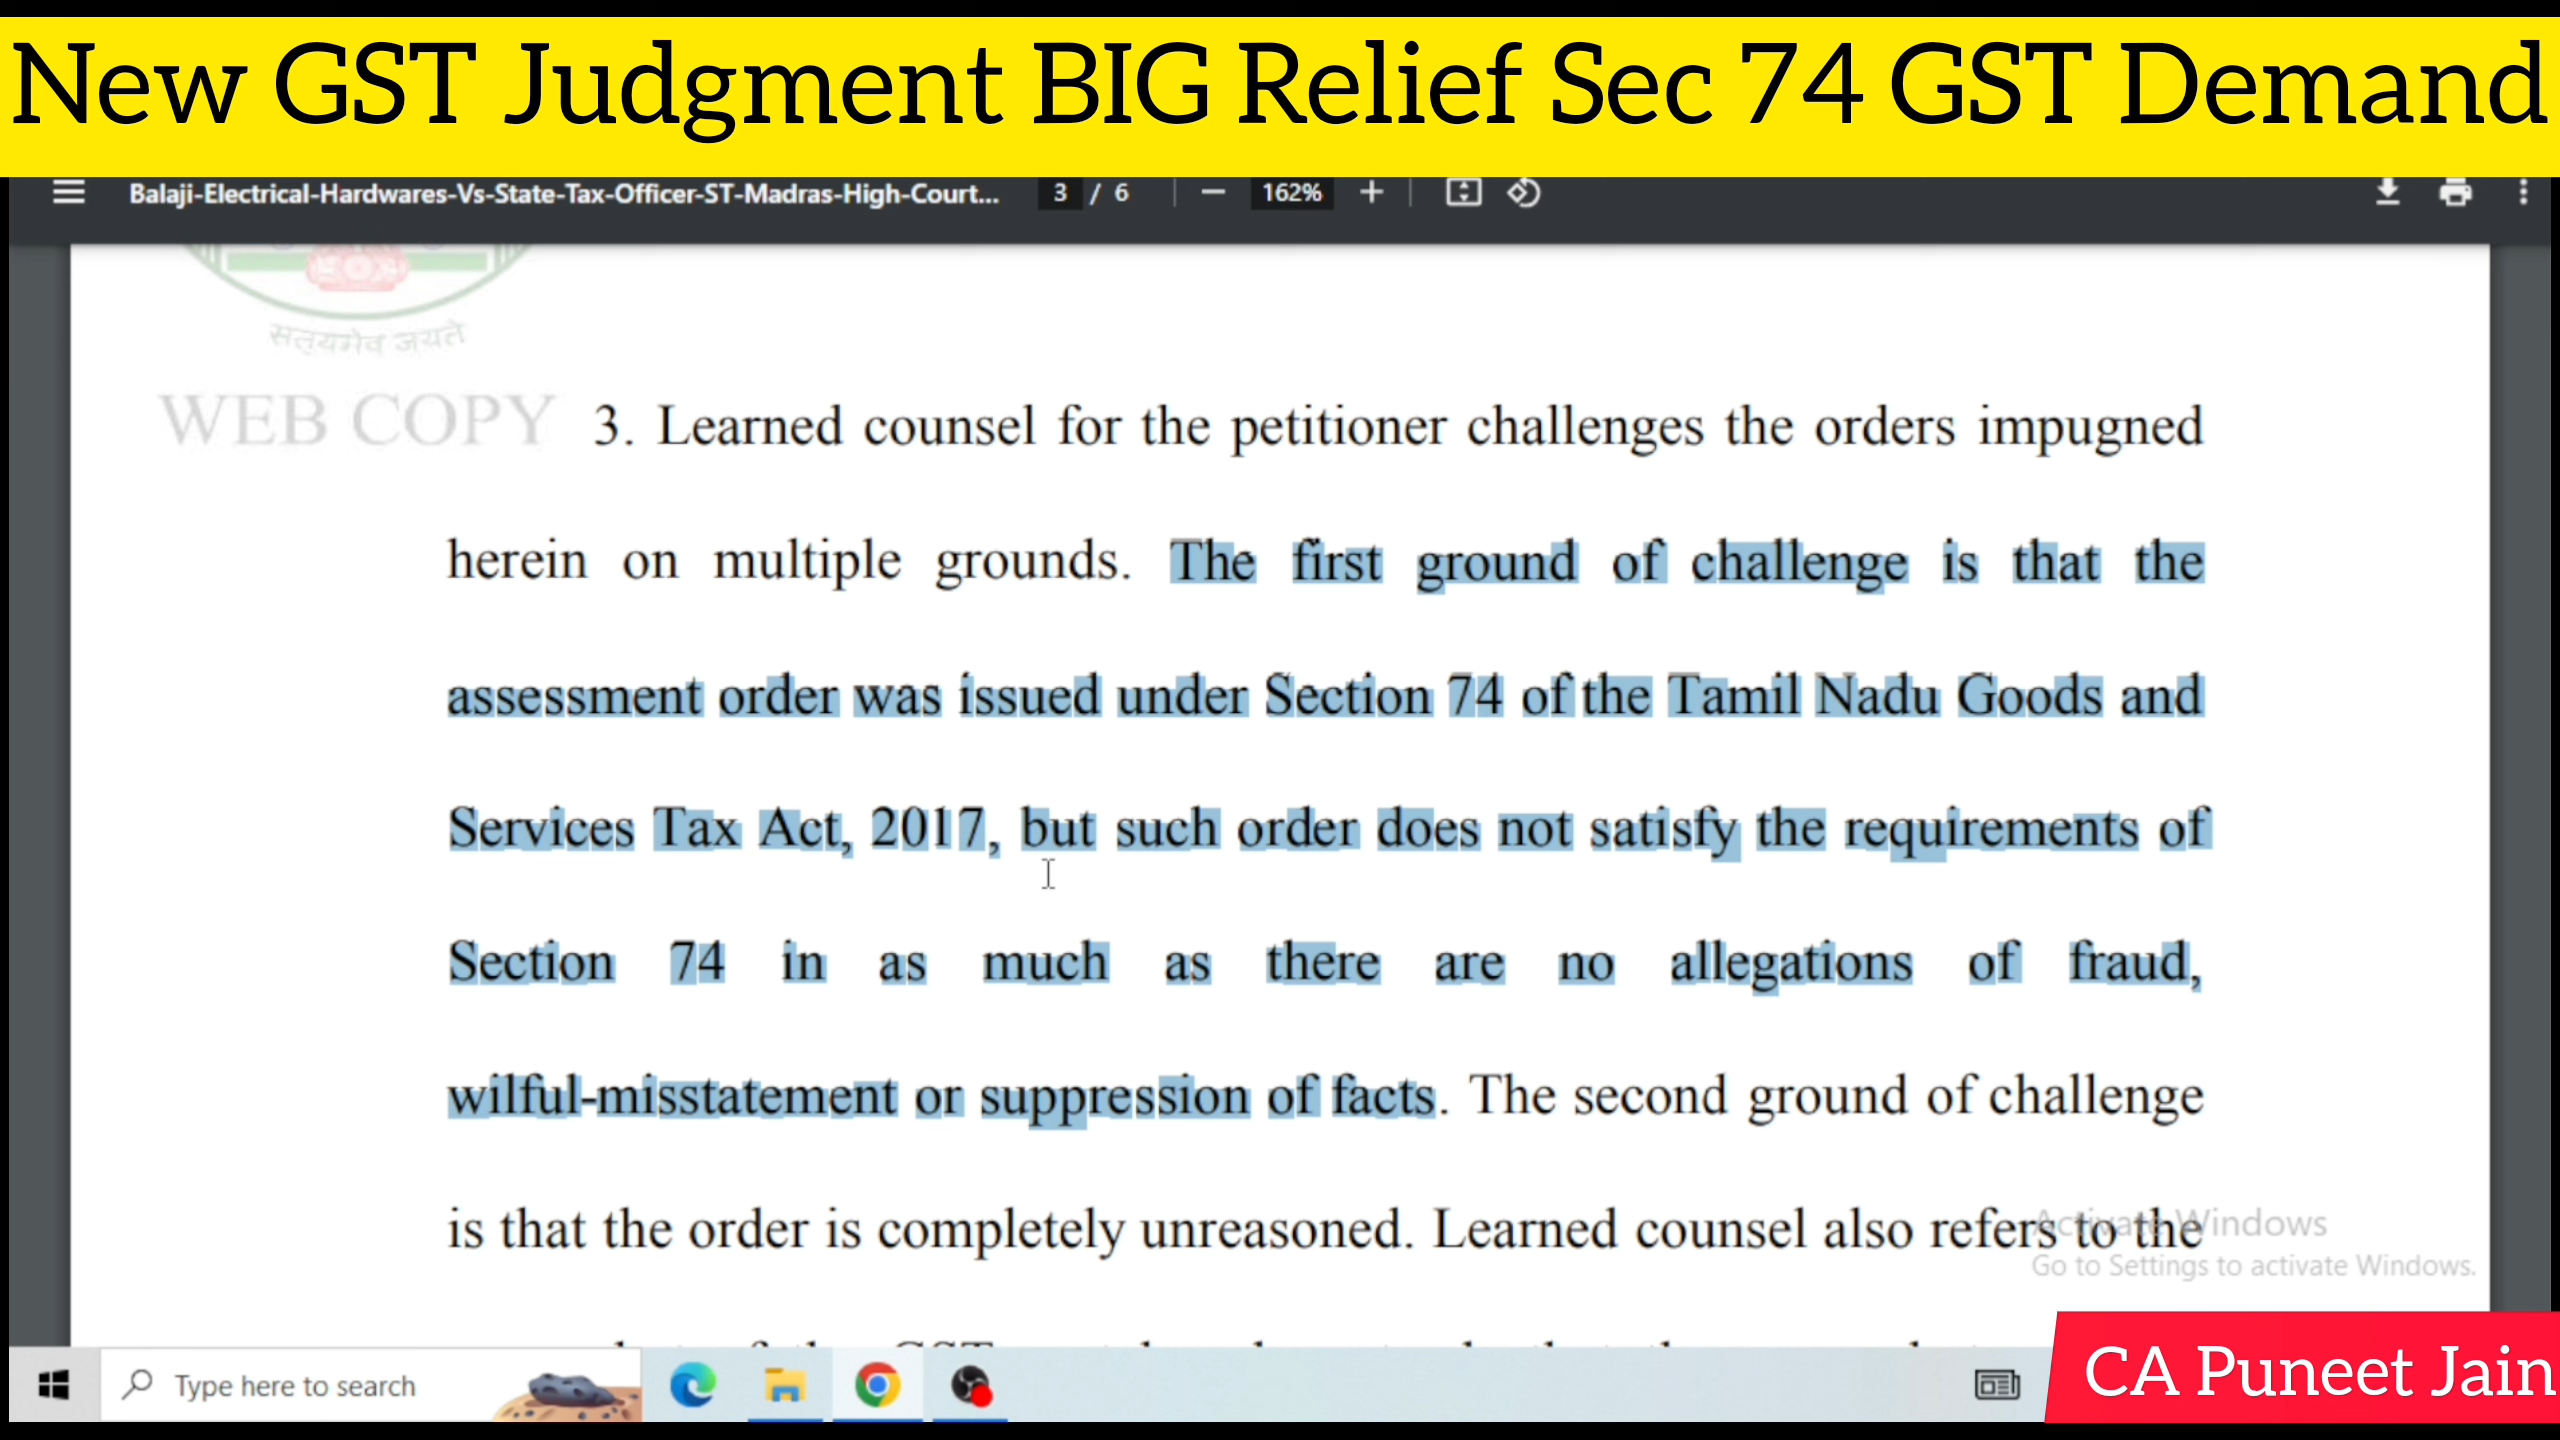 New GST Judgment BIG Relief Sec 74 GST Demand
Balaji-Electrical-Hardwares-Vs-State-Tax-Officer-ST-Madras-High-Court...
3 / 6
162%
सत्यमेव जयते
WEB COPY
3. Learned counsel for the petitioner challenges the orders impugned
herein on multiple grounds. The first ground of challenge is that the
assessment order was issued under Section 74 of the Tamil Nadu Goods and
Services Tax Act, 2017, but such order does not satisfy the requirements of
Section 74 in as much as there are no allegations of fraud,
wilful-misstatement or suppression of facts. The second ground of challenge
is that the order is completely unreasoned. Learned counsel also refers to the
Activate Windows
Go to Settings to activate Windows.
Type here to search
CA Puneet Jain